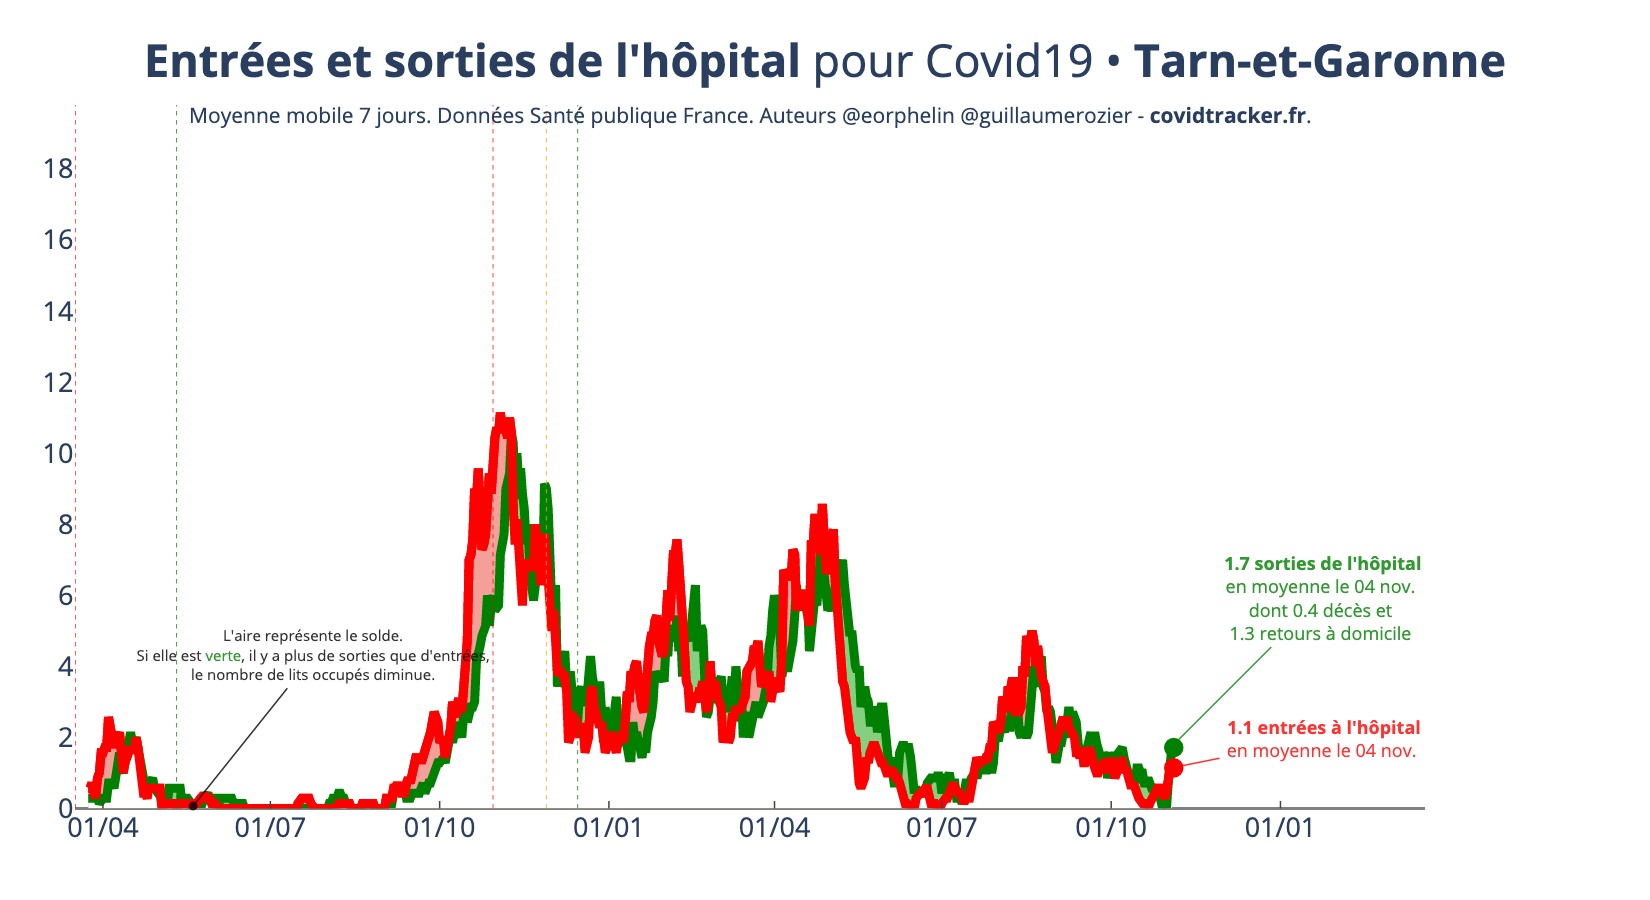 Entrées et sorties de l'hôpital pour Covid19 • Tarn-et-Garonne
Moyenne mobile 7 jours. Données Santé publique France. Auteurs @eorphelin @guillaumerozier - covidtracker.fr.
18
16
14
12
10
8
6
4
2
0
L'aire représente le solde.
Si elle est verte, il y a plus de sorties que d'entrées,
le nombre de lits occupés diminue.
1.7 sorties de l'hôpital
en moyenne le 04 nov.
dont 0.4 décès et
1.3 retours à domicile
1.1 entrées à l'hôpital
en moyenne le 04 nov.
01/04 01/07 01/10 01/01 01/04 01/07 01/10 01/01